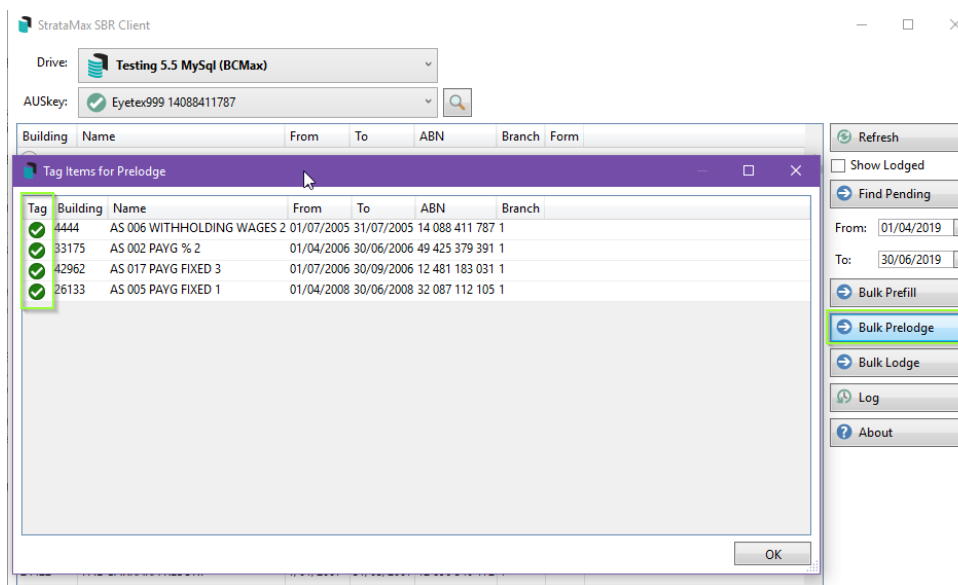 StrataMax SBR Client
Drive: Testing 5.5 MySql (BCMax)
AUSkey: Eyetex999 14088411787
Building Name From To ABN Branch Form
Refresh
Show Lodged
Find Pending
From: 01/04/2019
To: 30/06/2019
Bulk Prefill
Bulk Prelodge
Bulk Lodge
Log
About
Tag Items for Prelodge
Tag Building Name From To ABN Branch
4444 AS 006 WITHHOLDING WAGES 2 01/07/2005 31/07/2005 14 088 411 787 1
33175 AS 002 PAYG % 2 01/04/2006 30/06/2006 49 425 379 391 1
42962 AS 017 PAYG FIXED 3 01/07/2006 30/09/2006 12 481 183 031 1
26133 AS 005 PAYG FIXED 1 01/04/2008 30/06/2008 32 087 112 105 1
OK